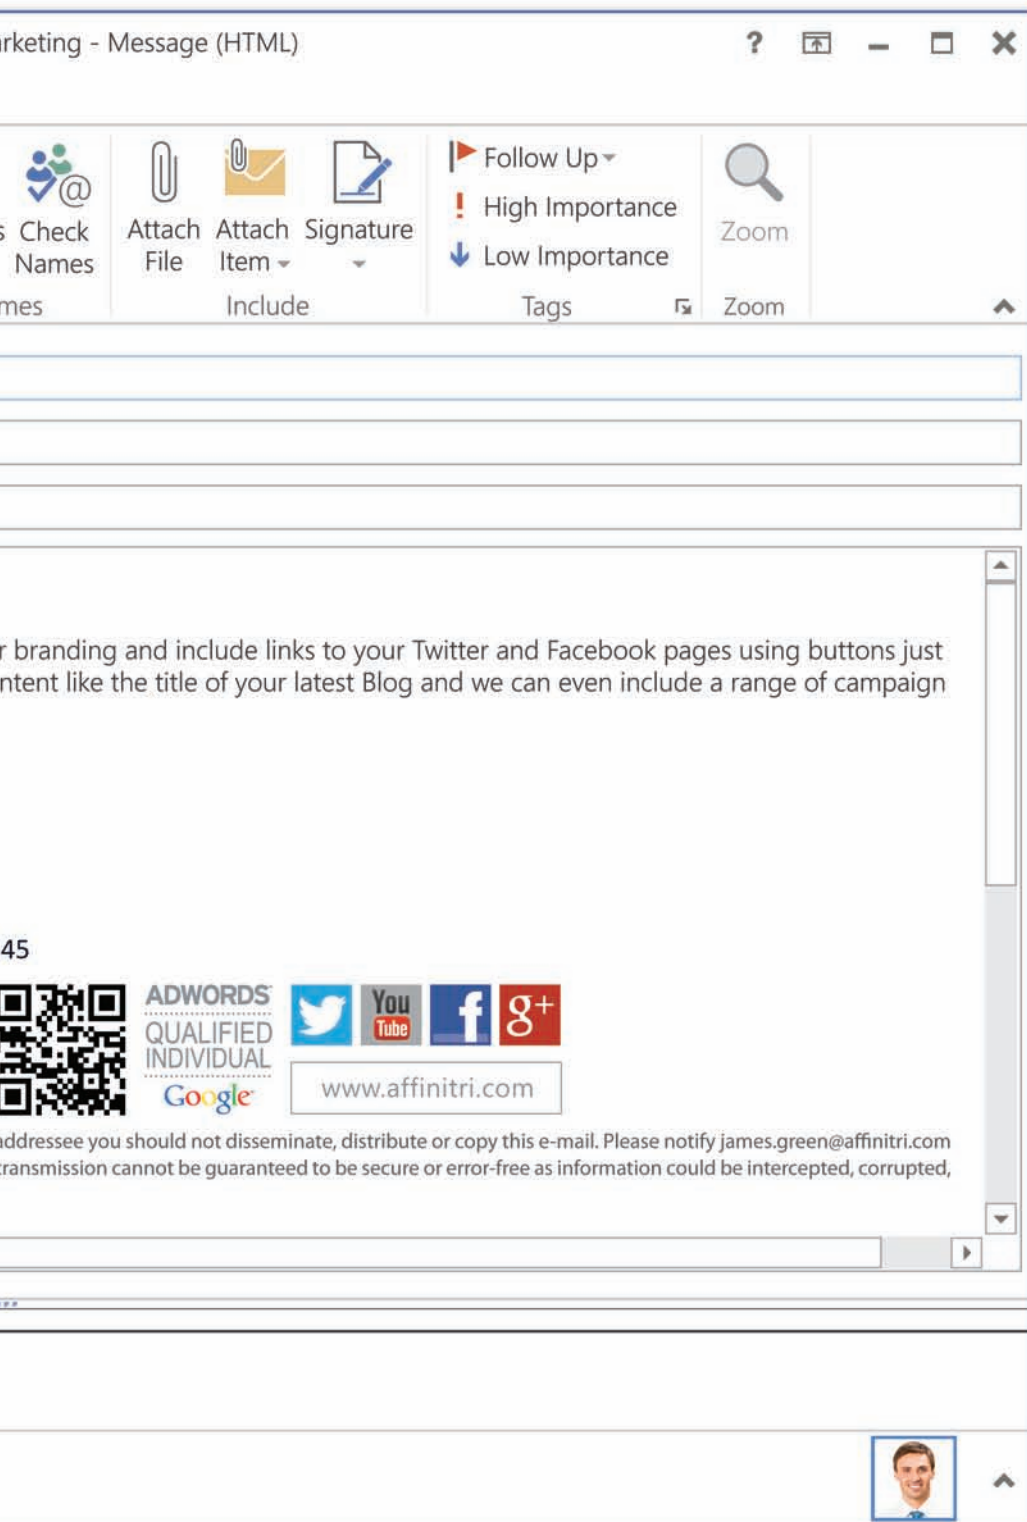 rketing - Message (HTML)
?
Follow Up
High Importance
Low Importance
s Check Names
Attach File
Attach Item
Signature
Zoom
mes
Include
Tags
Zoom
r branding and include links to your Twitter and Facebook pages using buttons just
ntent like the title of your latest Blog and we can even include a range of campaign
45
ADWORDS
QUALIFIED
INDIVIDUAL
Google
You
Tube
f
g+
www.affinitri.com
addressee you should not disseminate, distribute or copy this e-mail. Please notify james.green@affinitri.com
transmission cannot be guaranteed to be secure or error-free as information could be intercepted, corrupted,